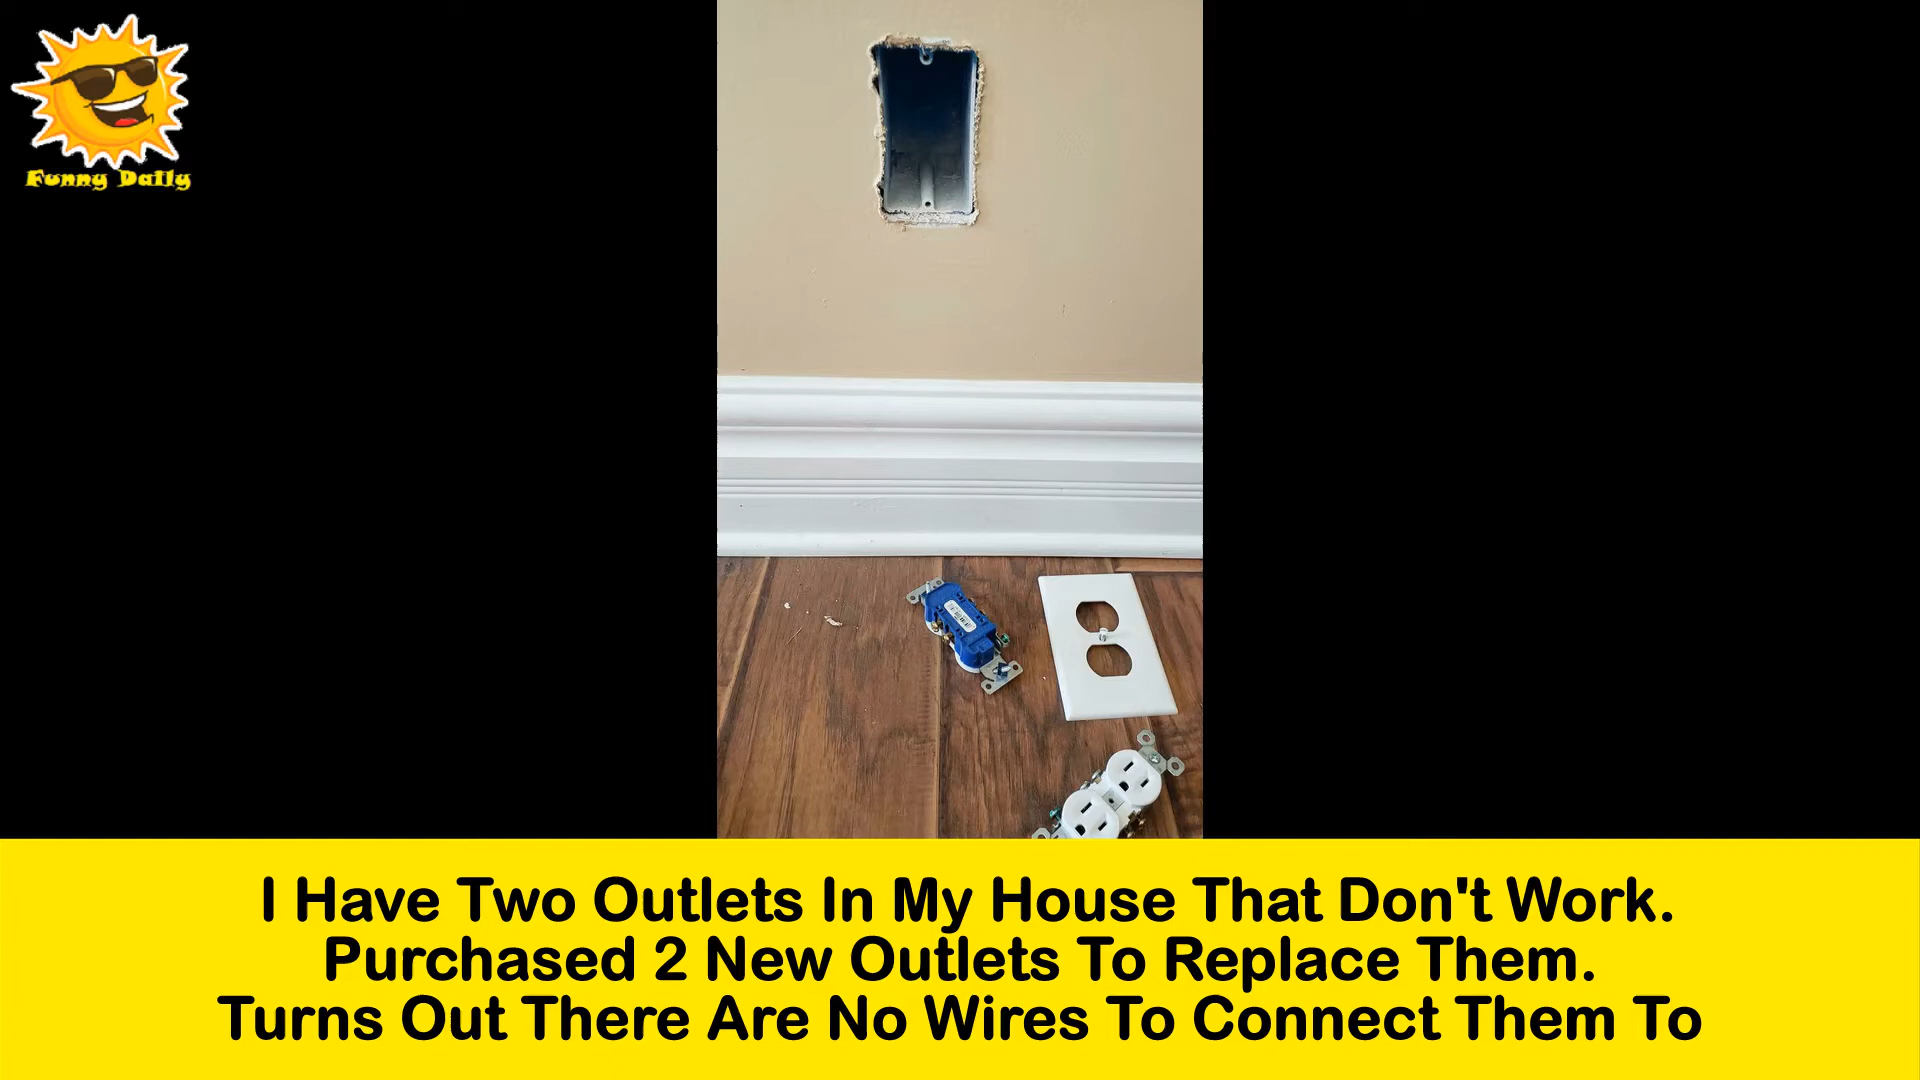 Funny Daily
I Have Two Outlets In My House That Don't Work.
Purchased 2 New Outlets To Replace Them.
Turns Out There Are No Wires To Connect Them To